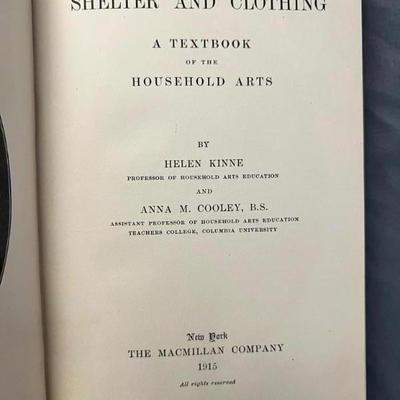 SHELTER AND CLOTHING
A TEXTBOOK
OF THE
HOUSEHOLD ARTS
BY
HELEN KINNE
PROFESSOR OF HOUSEHOLD ARTS EDUCATION
AND
ANNA M. COOLEY, B.S.
ASSISTANT PROFESSOR OF HOUSEHOLD ARTS EDUCATION
TEACHERS COLLEGE, COLUMBIA UNIVERSITY
New York
THE MACMILLAN COMPANY
1915
All rights reserved